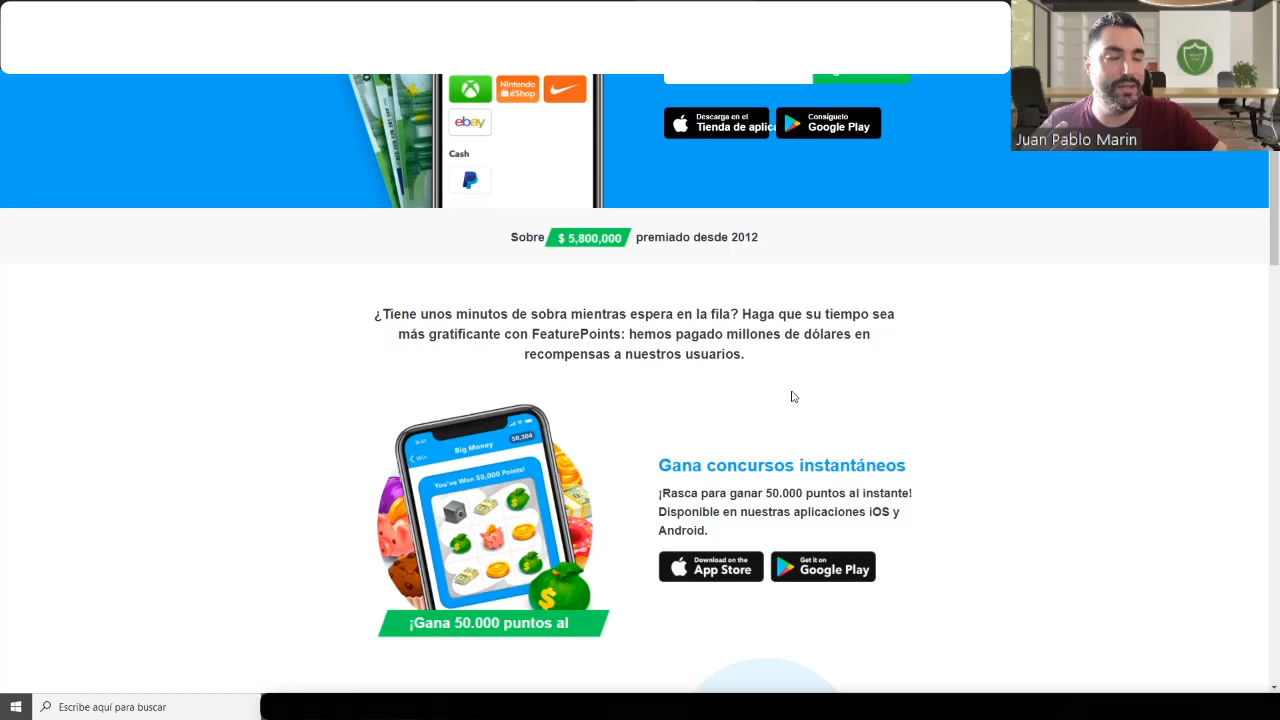 Juan Pablo Marin
Nintendo
eShop
ebay
Cash
Descarga en el
Tienda de aplica
Consíguelo
Google Play
Sobre $ 5,800,000 premiado desde 2012
¿Tiene unos minutos de sobra mientras espera en la fila? Haga que su tiempo sea
más gratificante con FeaturePoints: hemos pagado millones de dólares en
recompensas a nuestros usuarios.
9:41
Win
Big Money
50,304
You've Won 50,000 Points!
¡Gana 50.000 puntos al
Gana concursos instantáneos
¡Rasca para ganar 50.000 puntos al instante!
Disponible en nuestras aplicaciones iOS y
Android.
Download on the
App Store
Get it on
Google Play
Escribe aquí para buscar